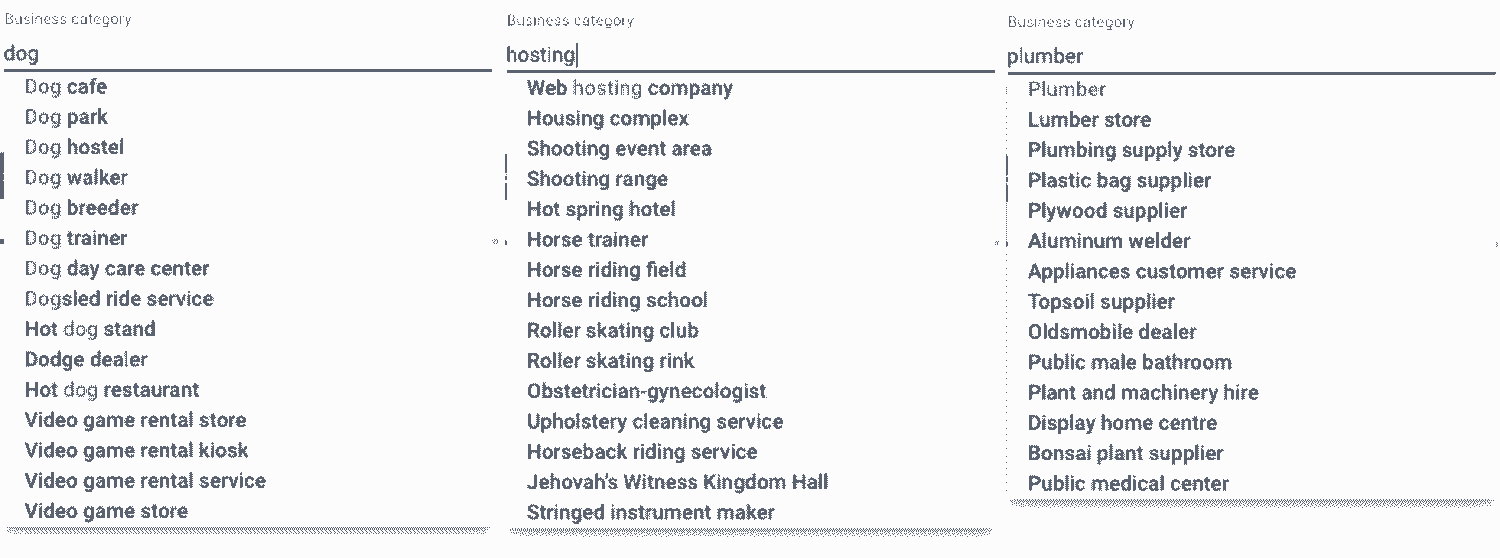 Business category
dog
Dog cafe
Dog park
Dog hostel
Dog walker
Dog breeder
Dog trainer
Dog day care center
Dogsled ride service
Hot dog stand
Dodge dealer
Hot dog restaurant
Video game rental store
Video game rental kiosk
Video game rental service
Video game store
Business category
hosting
Web hosting company
Housing complex
Shooting event area
Shooting range
Hot spring hotel
Horse trainer
Horse riding field
Horse riding school
Roller skating club
Roller skating rink
Obstetrician-gynecologist
Upholstery cleaning service
Horseback riding service
Jehovah's Witness Kingdom Hall
Stringed instrument maker
Business category
plumber
Plumber
Lumber store
Plumbing supply store
Plastic bag supplier
Plywood supplier
Aluminum welder
Appliances customer service
Topsoil supplier
Oldsmobile dealer
Public male bathroom
Plant and machinery hire
Display home centre
Bonsai plant supplier
Public medical center